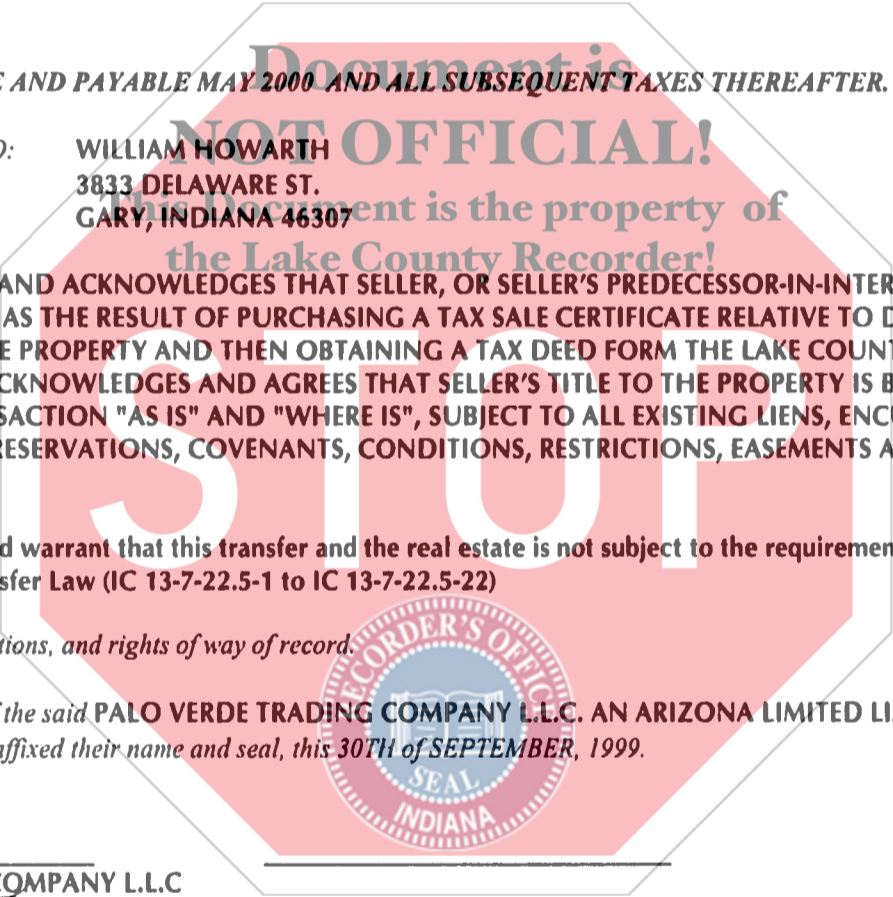 Document is
E AND PAYABLE MAY 2000 AND ALL SUBSEQUENT TAXES THEREAFTER.
NOT OFFICIAL!
O: WILLIAM HOWARTH
3833 DELAWARE ST.
This Document is the property of
GARY, INDIANA 46307
the Lake County Recorder!
AND ACKNOWLEDGES THAT SELLER, OR SELLER'S PREDECESSOR-IN-INTER
AS THE RESULT OF PURCHASING A TAX SALE CERTIFICATE RELATIVE TO D
E PROPERTY AND THEN OBTAINING A TAX DEED FORM THE LAKE COUNT
CKNOWLEDGES AND AGREES THAT SELLER'S TITLE TO THE PROPERTY IS B
SACTION "AS IS" AND "WHERE IS", SUBJECT TO ALL EXISTING LIENS, ENC
RESERVATIONS, COVENANTS, CONDITIONS, RESTRICTIONS, EASEMENTS A
STOP
d warrant that this transfer and the real estate is not subject to the requiremen
sfer Law (IC 13-7-22.5-1 to IC 13-7-22.5-22)
tions, and rights of way of record.
RECORDER'S OFFICE
f the said PALO VERDE TRADING COMPANY L.L.C. AN ARIZONA LIMITED LI
affixed their name and seal, this 30TH of SEPTEMBER, 1999.
SEAL
INDIANA
COMPANY L.L.C